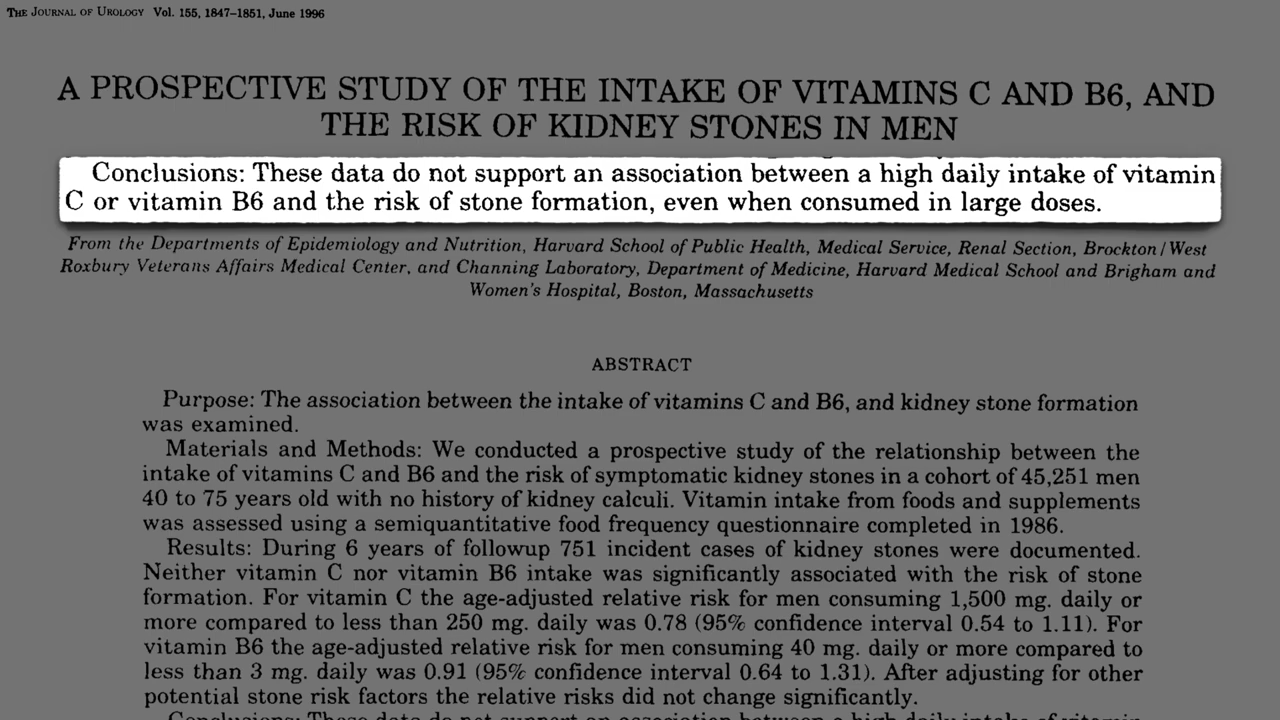 THE JOURNAL OF UROLOGY Vol. 155, 1847–1851, June 1996
A PROSPECTIVE STUDY OF THE INTAKE OF VITAMINS C AND B6, AND
THE RISK OF KIDNEY STONES IN MEN
Conclusions: These data do not support an association between a high daily intake of vitamin
C or vitamin B6 and the risk of stone formation, even when consumed in large doses.
From the Departments of Epidemiology and Nutrition, Harvard School of Public Health, Medical Service, Renal Section, Brockton/West
Roxbury Veterans Affairs Medical Center, and Channing Laboratory, Department of Medicine, Harvard Medical School and Brigham and
Women's Hospital, Boston, Massachusetts
ABSTRACT
Purpose: The association between the intake of vitamins C and B6, and kidney stone formation
was examined.
Materials and Methods: We conducted a prospective study of the relationship between the
intake of vitamins C and B6 and the risk of symptomatic kidney stones in a cohort of 45,251 men
40 to 75 years old with no history of kidney calculi. Vitamin intake from foods and supplements
was assessed using a semiquantitative food frequency questionnaire completed in 1986.
Results: During 6 years of followup 751 incident cases of kidney stones were documented.
Neither vitamin C nor vitamin B6 intake was significantly associated with the risk of stone
formation. For vitamin C the age-adjusted relative risk for men consuming 1,500 mg. daily or
more compared to less than 250 mg. daily was 0.78 (95% confidence interval 0.54 to 1.11). For
vitamin B6 the age-adjusted relative risk for men consuming 40 mg. daily or more compared to
less than 3 mg. daily was 0.91 (95% confidence interval 0.64 to 1.31). After adjusting for other
potential stone risk factors the relative risks did not change significantly.
Conclusions: These data do not support an association between a high daily intake of vitamin